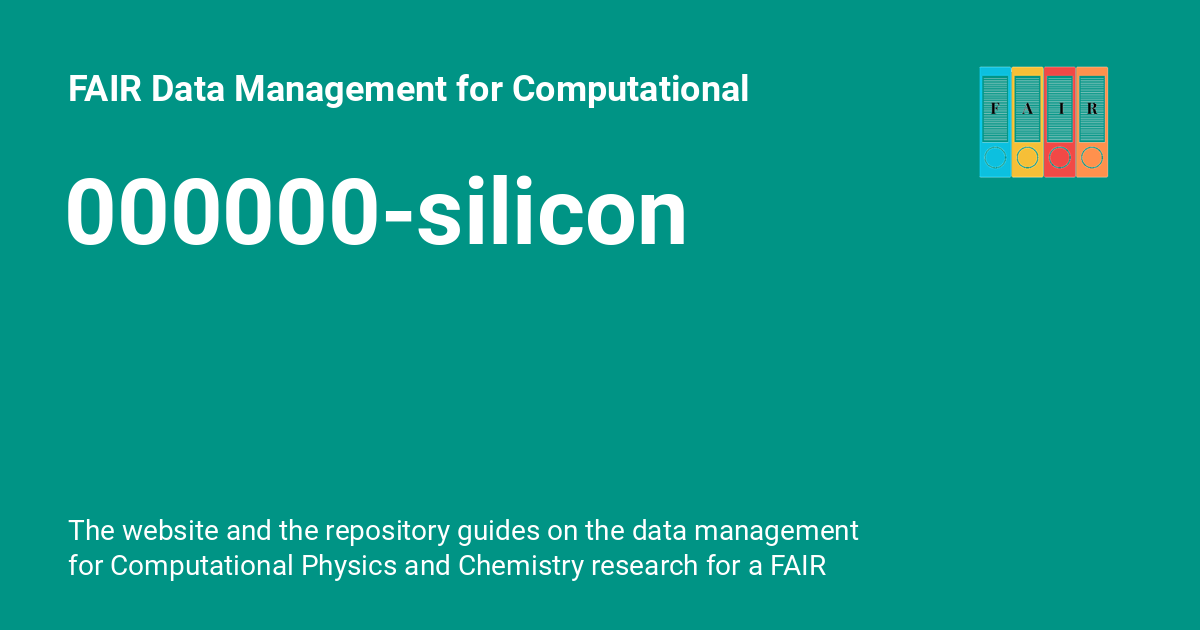 FAIR Data Management for Computational
F A I R
000000-silicon
The website and the repository guides on the data management
for Computational Physics and Chemistry research for a FAIR